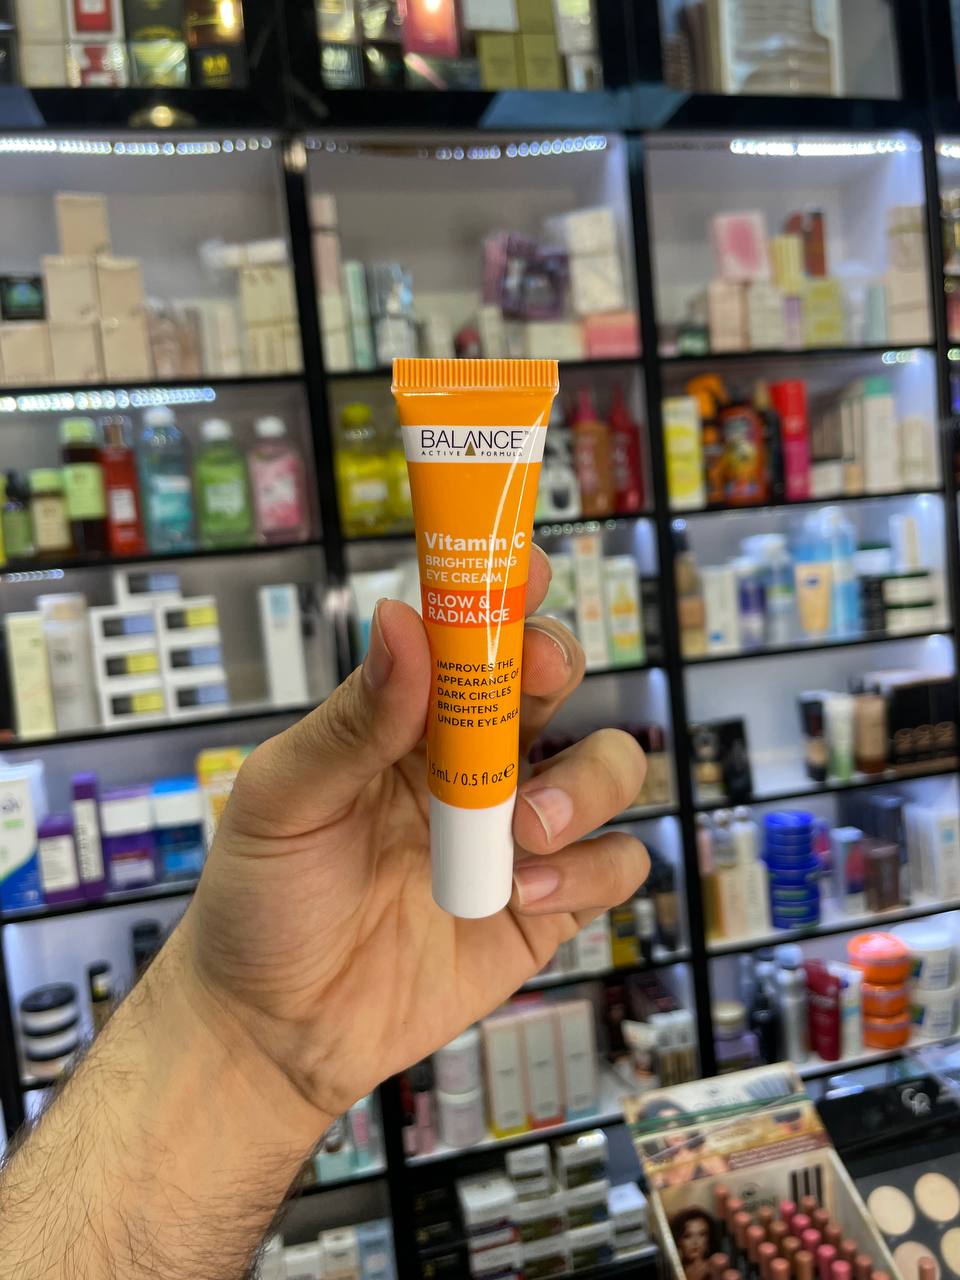 BALANCE™
ACTIVE FORMULA
Vitamin C
BRIGHTENING
EYE CREAM
GLOW &
RADIANCE
IMPROVES THE
APPEARANCE OF
DARK CIRCLES
BRIGHTENS
UNDER EYE AREA
15mL / 0.5 fl oz ℮